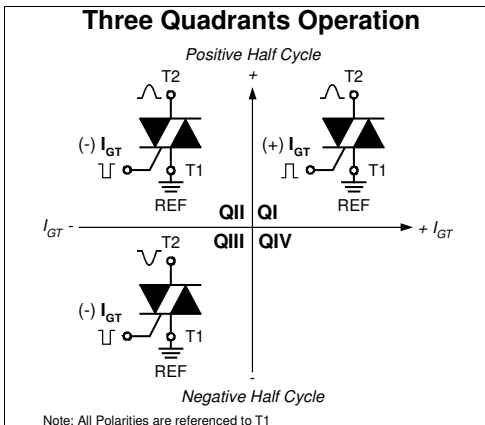 Three Quadrants Operation
Positive Half Cycle
+
T2
T2
(-) IGT
(+) IGT
T1
T1
REF
REF
QII QI
IGT -
+ IGT
QIII QIV
T2
(-) IGT
T1
REF
-
Negative Half Cycle
Note: All Polarities are referenced to T1